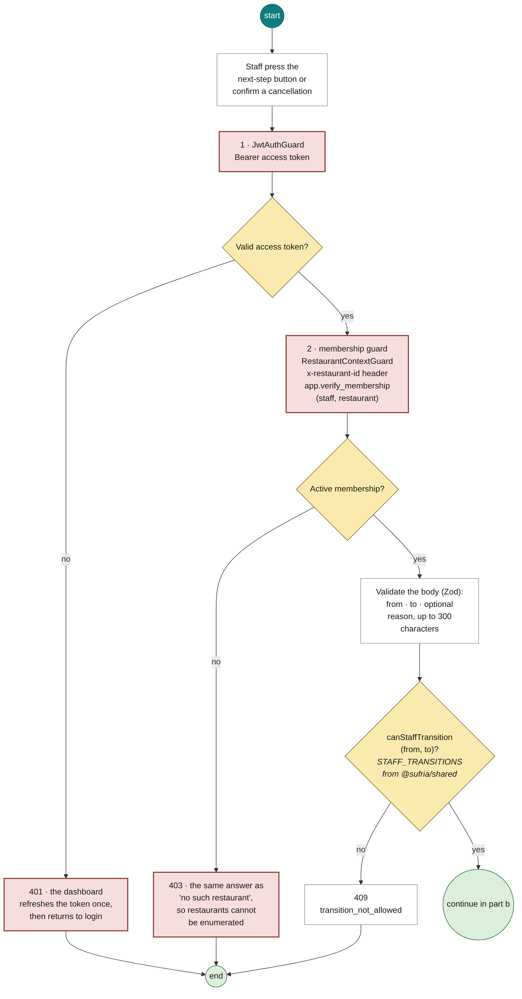 start
Staff press the
next-step button or
confirm a cancellation
1 · JwtAuthGuard
Bearer access token
Valid access token?
yes
2 · membership guard
RestaurantContextGuard
x-restaurant-id header
app.verify_membership
(staff, restaurant)
Active membership?
no
yes
Validate the body (Zod):
from · to · optional
reason, up to 300
characters
no
canStaffTransition
(from, to)?
STAFF_TRANSITIONS
from @sufria/shared
no
yes
401 · the dashboard
refreshes the token once,
then returns to login
403 · the same answer as
'no such restaurant',
so restaurants cannot
be enumerated
409
transition_not_allowed
continue in part b
end